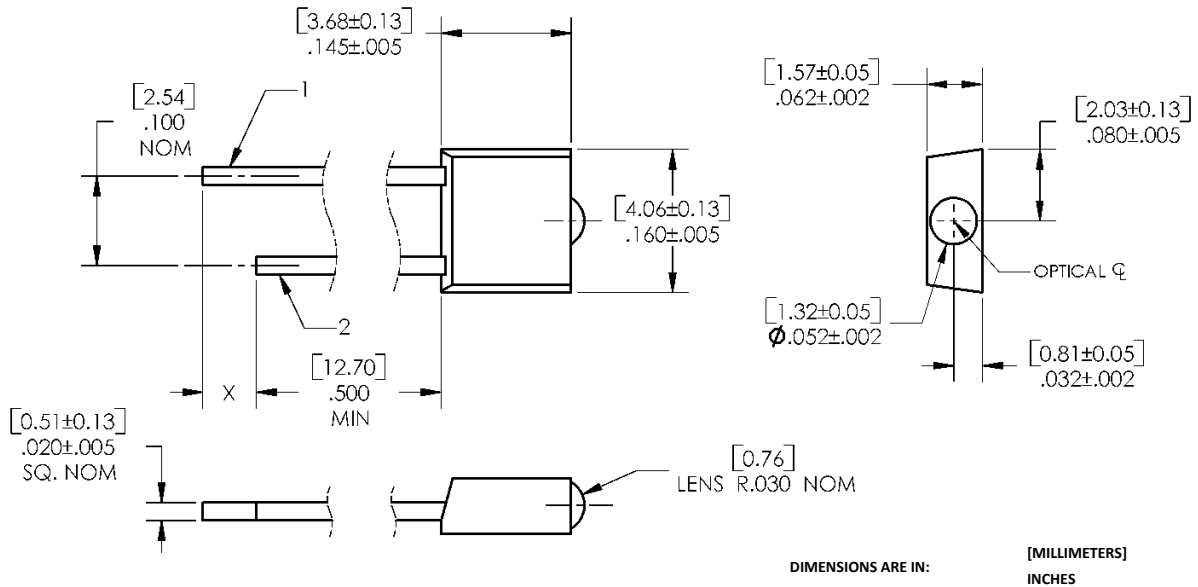 [3.68±0.13]
.145±.005
[2.54]
.100
NOM
1
[4.06±0.13]
.160±.005
2
[12.70]
.500
MIN
X
[0.51±0.13]
.020±.005
SQ. NOM
[0.76]
LENS R.030 NOM
[1.57±0.05]
.062±.002
[2.03±0.13]
.080±.005
OPTICAL ℄
[1.32±0.05]
Ø.052±.002
[0.81±0.05]
.032±.002
DIMENSIONS ARE IN:
[MILLIMETERS]
INCHES